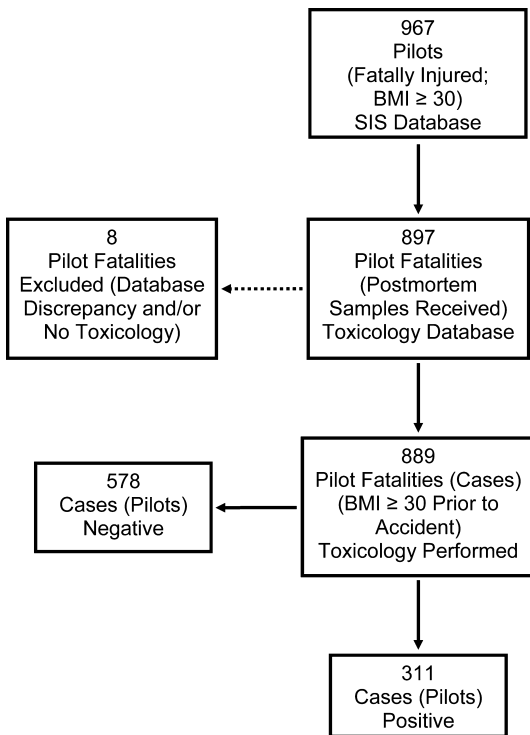 967
Pilots
(Fatally Injured;
BMI ≥ 30)
SIS Database
8
Pilot Fatalities
Excluded (Database
Discrepancy and/or
No Toxicology)
897
Pilot Fatalities
(Postmortem
Samples Received)
Toxicology Database
578
Cases (Pilots)
Negative
889
Pilot Fatalities (Cases)
(BMI ≥ 30 Prior to
Accident)
Toxicology Performed
311
Cases (Pilots)
Positive